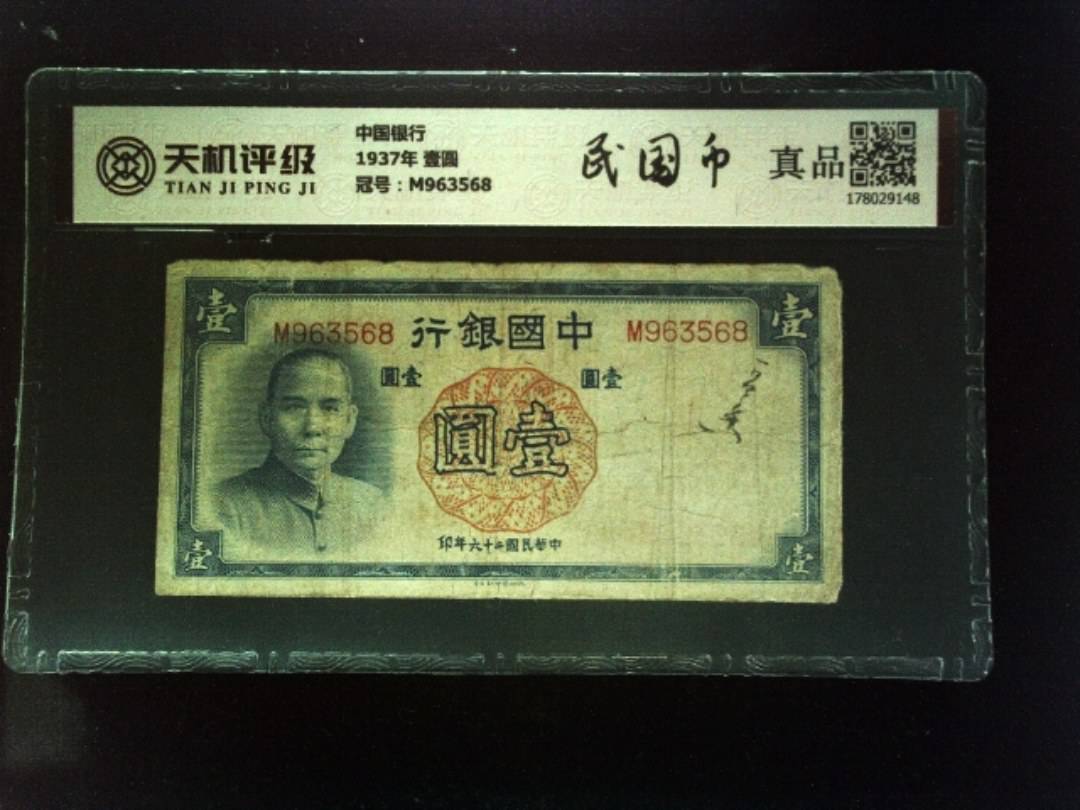 天机评级
TIAN JI PING JI
中国银行
1937年 壹圆
冠号：M963568
民国币
真品
178029148
壹
壹
M963568
行銀國中
M963568
圓壹
圓壹
圓壹
印年六十二國民華中
壹
壹